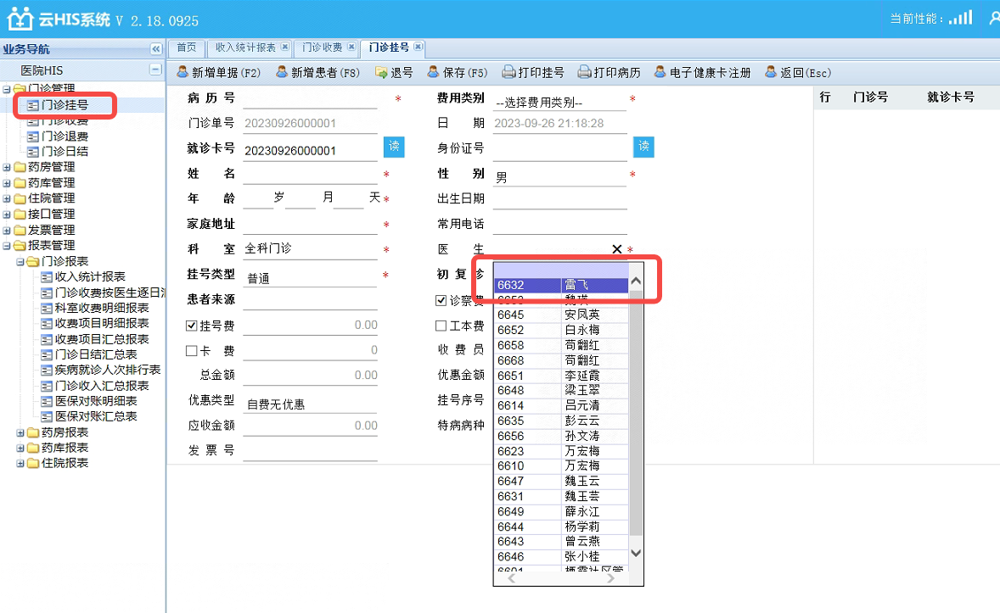 云HIS系统 V 2.18.0925
当前性能：
业务导航
医院HIS
门诊管理
门诊挂号
门诊收费
门诊退费
门诊日结
药房管理
药库管理
住院管理
接口管理
发票管理
报表管理
门诊报表
收入统计报表
门诊收费按医生逐日汇
科室收费明细报表
收费项目明细报表
收费项目汇总报表
门诊日结汇总表
疾病就诊人次排行表
门诊收入汇总报表
医保对账明细表
医保对账汇总表
药房报表
药库报表
住院报表
首页 收入统计报表 门诊收费 门诊挂号
新增单据(F2) 新增患者(F8) 退号 保存(F5) 打印挂号 打印病历 电子健康卡注册 返回(Esc)
病 历 号 * 费用类别 --选择费用类别-- *
门诊单号 20230926000001 日 期 2023-09-26 21:18:28
就诊卡号 20230926000001 读 身份证号 读
姓 名 * 性 别 男 *
年 龄 岁 月 天 * 出生日期
家庭地址 * 常用电话
科 室 全科门诊 * 医 生 *
挂号类型 普通 * 初 复 诊
患者来源 诊察费
挂号费 0.00 工本费
卡 费 0 收 费 员
总金额 0.00 优惠金额
优惠类型 自费无优惠 挂号序号
应收金额 0.00 特病病种
发 票 号
6632 雷飞
6653 魏瑛
6645 安凤英
6652 白永梅
6658 苟翻红
6668 苟翻红
6651 李延霞
6648 梁玉翠
6614 吕元清
6635 彭云云
6656 孙文涛
6623 万宏梅
6610 万宏梅
6647 魏玉云
6631 魏玉芸
6649 薛永江
6644 杨学莉
6643 曾云燕
6646 张小桂
行 门诊号 就诊卡号